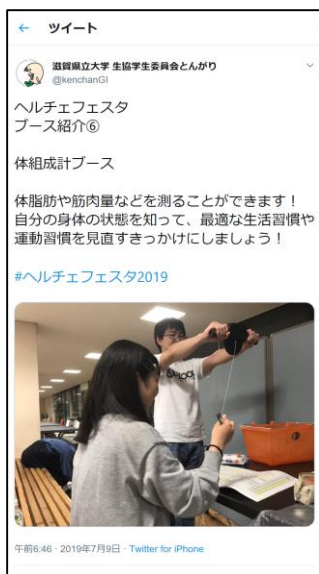 ← ツイート
滋賀県立大学 生協学生委員会とんがり
@kenchanGI
ヘルチェフェスタ
ブース紹介⑥
体組成計ブース
体脂肪や筋肉量などを測ることができます！
自分の身体の状態を知って、最適な生活習慣や
運動習慣を見直すきっかけにしましょう！
#ヘルチェフェスタ2019
午前6:46 · 2019年7月9日 · Twitter for iPhone